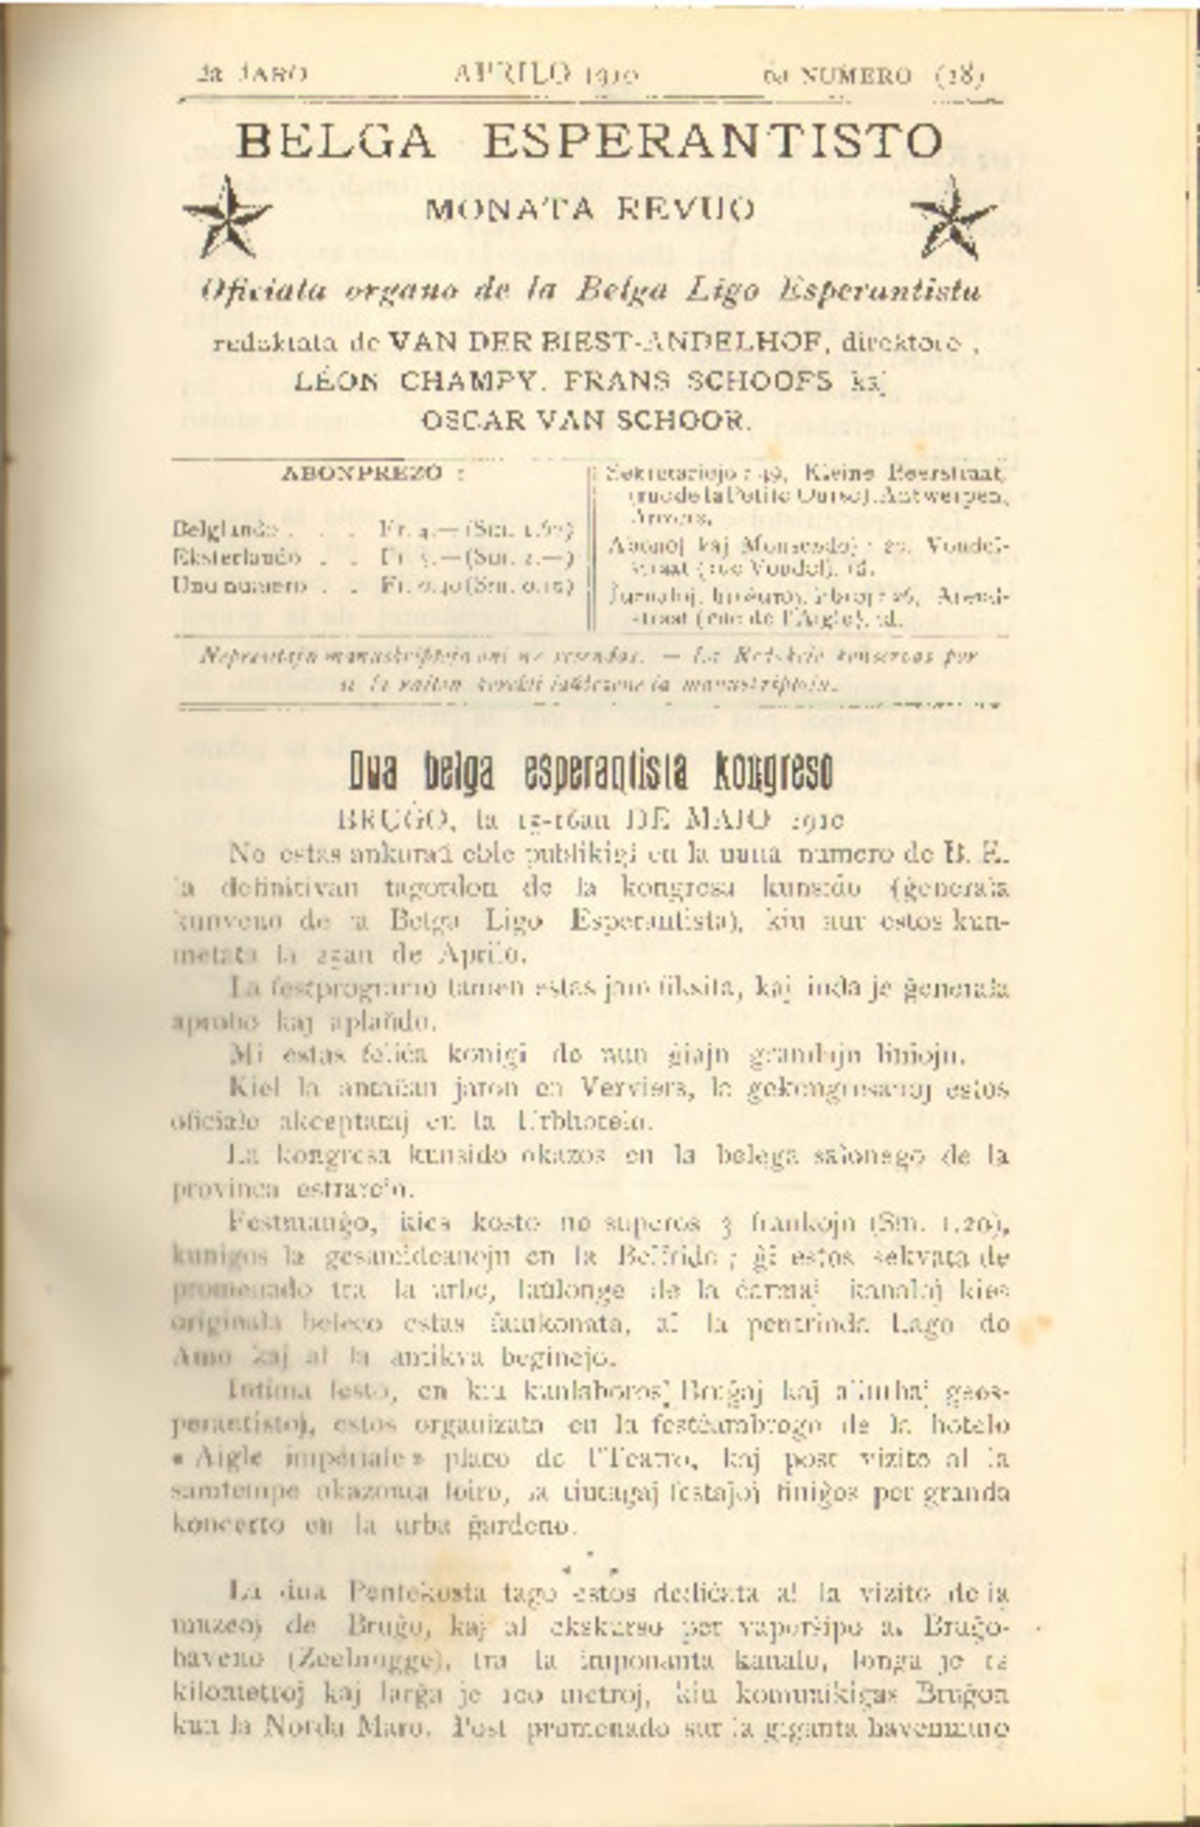 2a JARO APRILO 1910 6a NUMERO (18)
BELGA ESPERANTISTO
MONATA REVUO
Oficiala organo de la Belga Ligo Esperantista
redaktata de VAN DER BIEST-ANDELHOF, direktoro ,
LÉON CHAMPY, FRANS SCHOOFS kaj
OSCAR VAN SCHOOR.
ABONPREZO :
Belglando . . . Fr. 4.— (Sm. 1.60)
Eksterlando . . Fr. 5.— (Sm. 2.—)
Unu numero . . Fr. 0.40 (Sm. 0.16)
Sekretariejo : 49, Kleine Beerstraat,
(rue de la Petite Ourse), Antwerpen,
Anvers.
Abonoj kaj Monsendoj : Vondel-
straat (rue Vondel), id.
Jurnaloj, broŝuroj, libroj : 26, Arend-
straat (rue de l'Aigle), id.
Nepresitajn manuskriptojn oni ne resendas. — La Redakcio konservas por
si la rajton korekti laŭbezone la manuskriptojn.
Dua belga esperantista kongreso
BRUĜO, la 15-16an DE MAJO 1910
Ne estas ankoraŭ eble publikigi en la nuna numero de B. E.
la definitivan tagordon de la kongresa kunsido (ĝenerala
kunveno de la Belga Ligo Esperantista), kiu nur estos kun-
metata la 25an de Aprilo.
La festprogramo tamen estas jam fiksita, kaj inda je ĝenerala
aprobo kaj aplaŭdo.
Mi estas feliĉa konigi de nun ĝiajn grandajn liniojn.
Kiel la antaŭan jaron en Verviers, la gekongresanoj estos
oficiale akceptataj en la Urbhotelo.
La kongresa kunsido okazos en la belega salonego de la
provinca estrarejo.
Festmanĝo, kies kosto ne superos 3 frankojn (Sm. 1.20),
kunigos la gesamideanojn en la Belfrido ; ĝi estos sekvata de
promenado tra la urbo, laŭlonge de la ĉarmaj kanaloj kies
originala beleco estas famkonata, al la pentrinda Lago de
Amo kaj al la antikva beginejo.
Intima festo, en kiu kunlaboros Bruĝaj kaj aliurbaj gees-
perantistoj, estos organizata en la festĉambrego de la hotelo
« Aigle impériale » placo de l'Teatro, kaj post vizito al la
samtempe okazonta foiro, la tiutagaj festajoj finiĝos per granda
koncerto en la urba ĝardeno.
La dua Pentekosta tago estos dediĉata al la vizito de la
muzeoj de Bruĝo, kaj al ekskurso per vaporŝipo al Bruĝo-
haveno (Zeebrugge), tra la imponanta kanalo, longa je 12
kilometroj kaj larĝa je 100 metroj, kiu komunikigas Bruĝon
kun la Norda Maro. Post promenado sur la giganta havenmuro